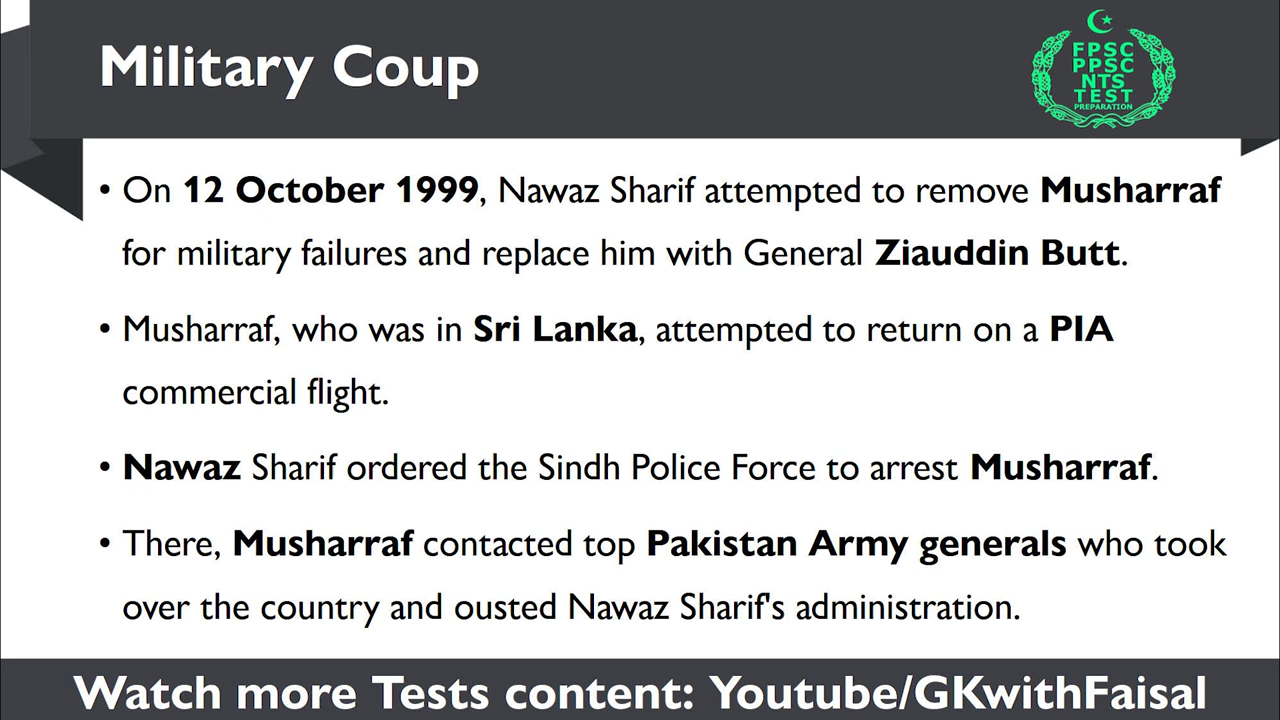 Military Coup
FPSC
PPSC
NTS
TEST
PREPARATION
• On 12 October 1999, Nawaz Sharif attempted to remove Musharraf
for military failures and replace him with General Ziauddin Butt.
• Musharraf, who was in Sri Lanka, attempted to return on a PIA
commercial flight.
• Nawaz Sharif ordered the Sindh Police Force to arrest Musharraf.
• There, Musharraf contacted top Pakistan Army generals who took
over the country and ousted Nawaz Sharif's administration.
Watch more Tests content: Youtube/GKwithFaisal